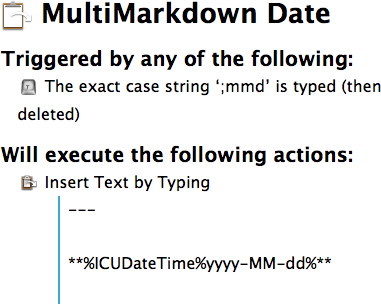 MultiMarkdown Date
Triggered by any of the following:
The exact case string ‘;mmd’ is typed (then
deleted)
Will execute the following actions:
Insert Text by Typing
---
**%ICUDateTime%yyyy-MM-dd%**